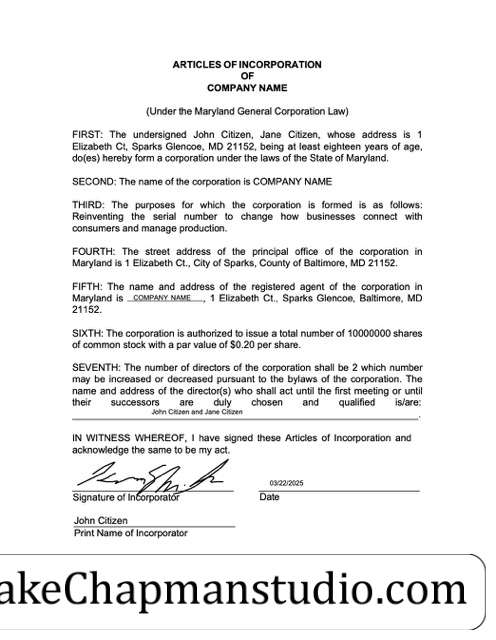 ARTICLES OF INCORPORATION
OF
COMPANY NAME
(Under the Maryland General Corporation Law)
FIRST: The undersigned John Citizen, Jane Citizen, whose address is 1
Elizabeth Ct, Sparks Glencoe, MD 21152, being at least eighteen years of age,
do(es) hereby form a corporation under the laws of the State of Maryland.
SECOND: The name of the corporation is COMPANY NAME
THIRD: The purposes for which the corporation is formed is as follows:
Reinventing the serial number to change how businesses connect with
consumers and manage production.
FOURTH: The street address of the principal office of the corporation in
Maryland is 1 Elizabeth Ct., City of Sparks, County of Baltimore, MD 21152.
FIFTH: The name and address of the registered agent of the corporation in
Maryland is COMPANY NAME, 1 Elizabeth Ct., Sparks Glencoe, Baltimore, MD
21152.
SIXTH: The corporation is authorized to issue a total number of 10000000 shares
of common stock with a par value of $0.20 per share.
SEVENTH: The number of directors of the corporation shall be 2 which number
may be increased or decreased pursuant to the bylaws of the corporation. The
name and address of the director(s) who shall act until the first meeting or until
their successors are duly chosen and qualified is/are:
John Citizen and Jane Citizen.
IN WITNESS WHEREOF, I have signed these Articles of Incorporation and
acknowledge the same to be my act.
03/22/2025
Signature of Incorporator Date
John Citizen
Print Name of Incorporator
akeChapmanstudio.com